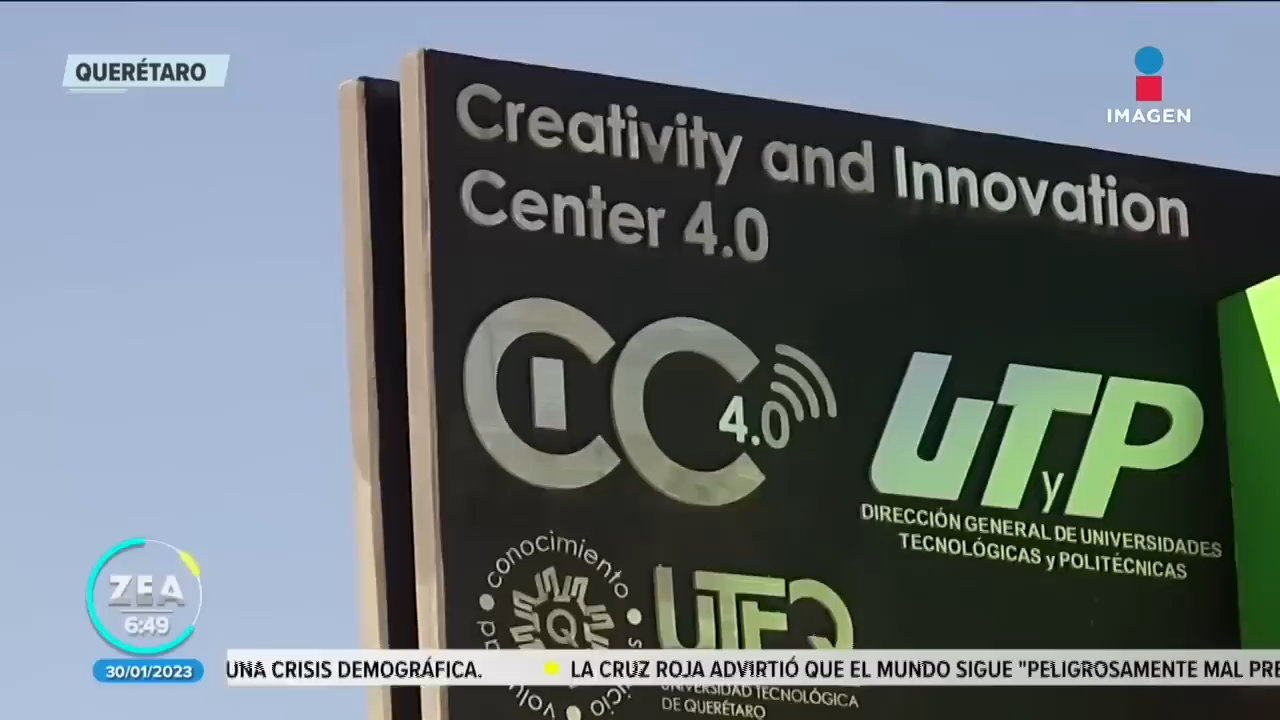 QUERÉTARO
IMAGEN
Creativity and Innovation
Center 4.0
CIC
4.0
UTyP
DIRECCIÓN GENERAL DE UNIVERSIDADES
TECNOLÓGICAS y POLITÉCNICAS
conocimiento
Q
UTEQ
UNIVERSIDAD TECNOLÓGICA
DE QUERÉTARO
ZEA
6:49
30/01/2023
UNA CRISIS DEMOGRÁFICA.
LA CRUZ ROJA ADVIRTIÓ QUE EL MUNDO SIGUE "PELIGROSAMENTE MAL PRE